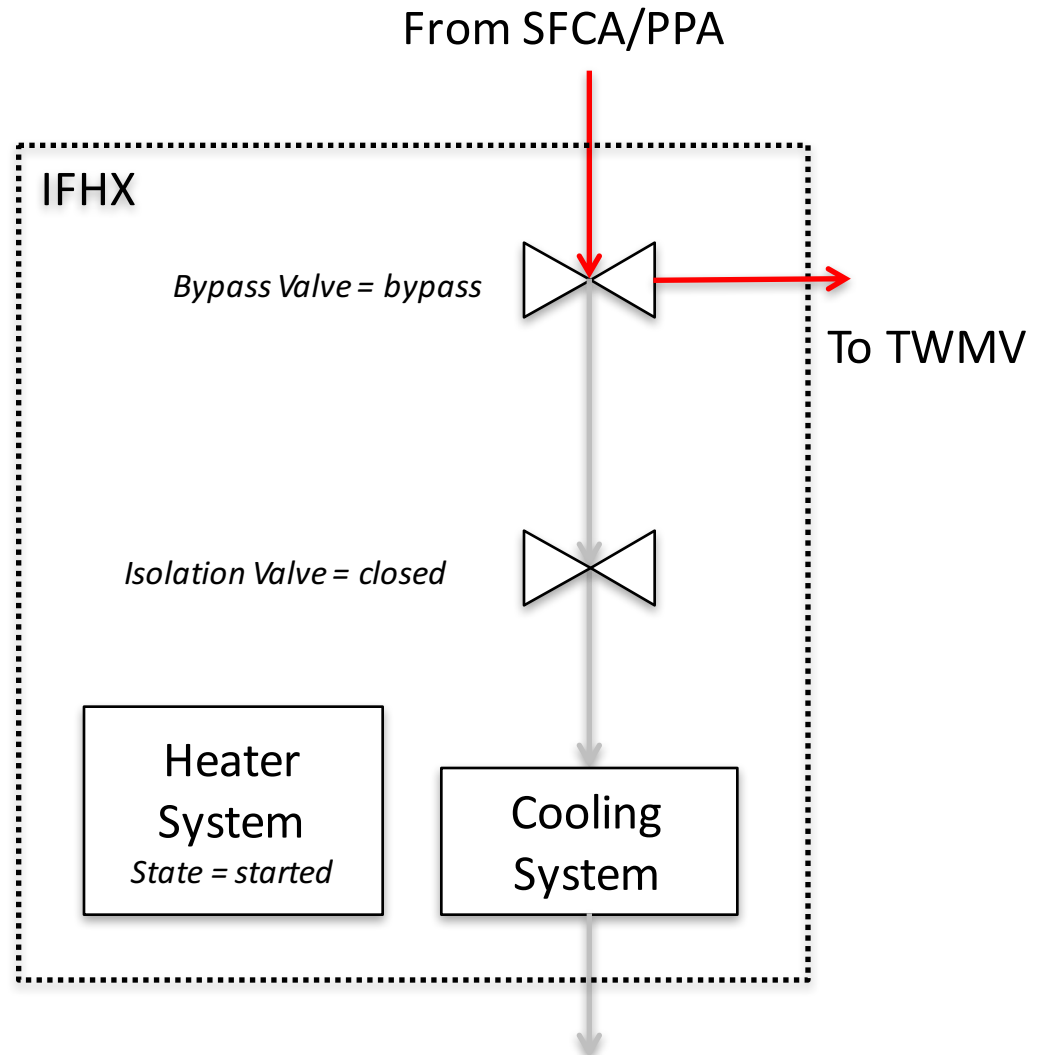 From SFCA/PPA
IFHX
Bypass Valve = bypass
To TWMV
Isolation Valve = closed
Heater
System
State = started
Cooling
System